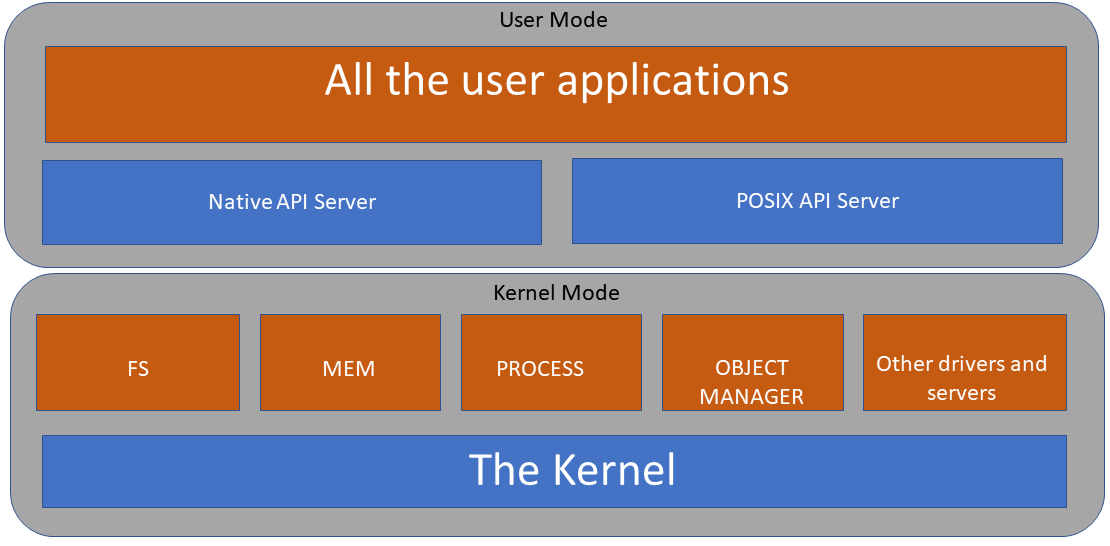 User Mode
All the user applications
Native API Server
POSIX API Server
Kernel Mode
FS
MEM
PROCESS
OBJECT
MANAGER
Other drivers and
servers
The Kernel